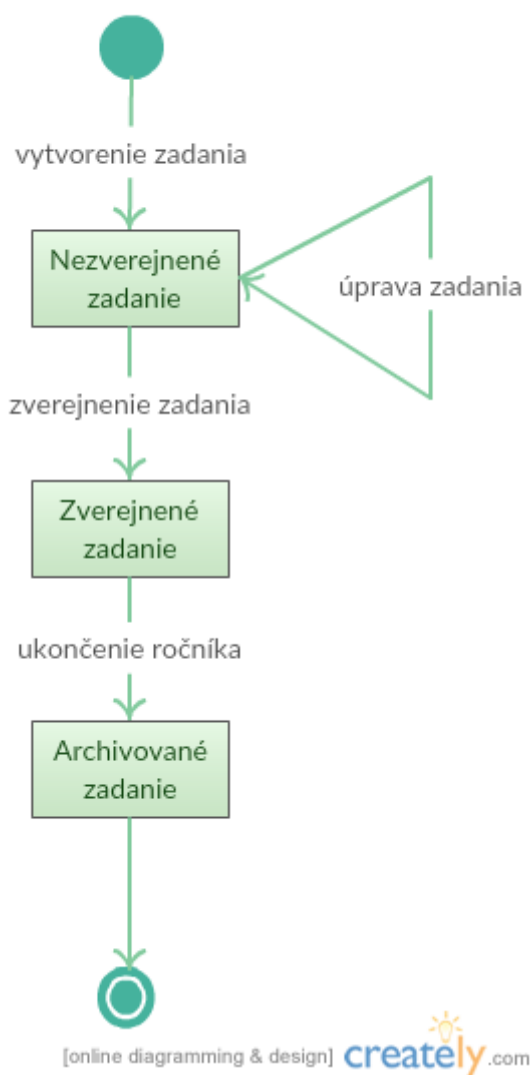 vytvorenie zadania
Nezverejnené
zadanie
úprava zadania
zverejnenie zadania
Zverejnené
zadanie
ukončenie ročníka
Archivované
zadanie
[online diagramming & design] creately.com